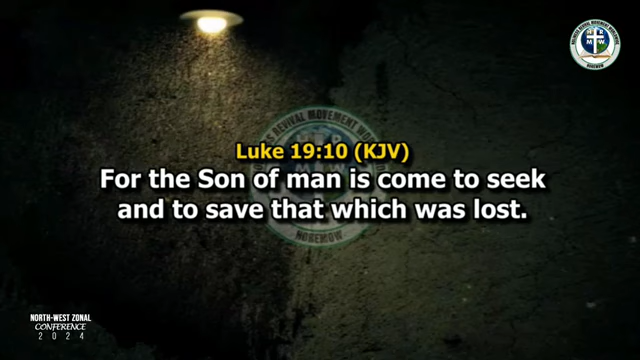 Luke 19:10 (KJV)
For the Son of man is come to seek
and to save that which was lost.
NORTH-WEST ZONAL
CONFERENCE
2024